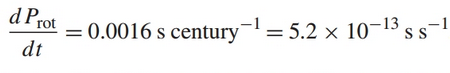 dP_rot/dt = 0.0016 s century⁻¹ = 5.2 × 10⁻¹³ s s⁻¹